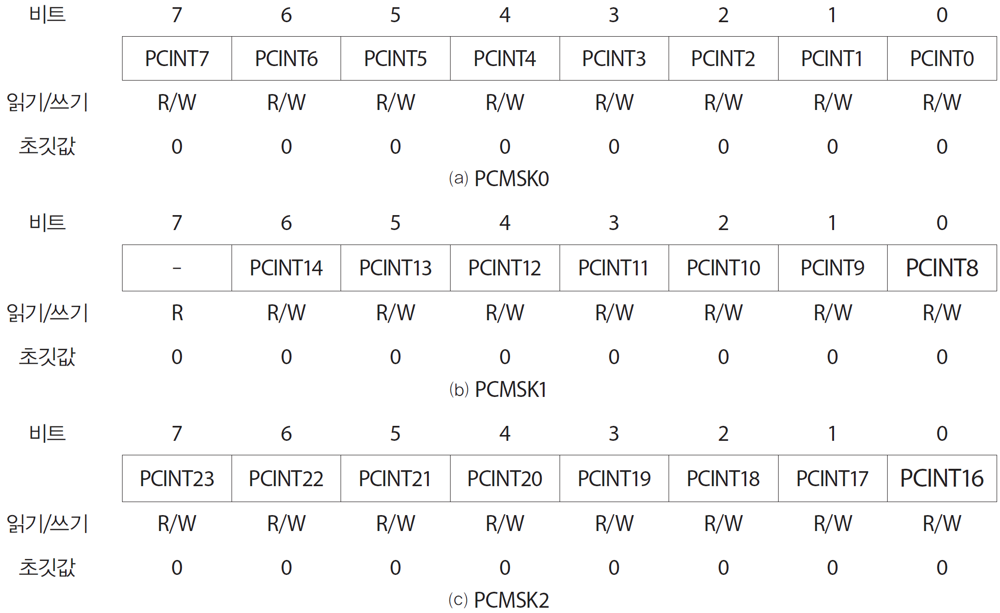 비트 7 6 5 4 3 2 1 0
PCINT7 PCINT6 PCINT5 PCINT4 PCINT3 PCINT2 PCINT1 PCINT0
읽기/쓰기 R/W R/W R/W R/W R/W R/W R/W R/W
초깃값 0 0 0 0 0 0 0 0
(a) PCMSK0
비트 7 6 5 4 3 2 1 0
– PCINT14 PCINT13 PCINT12 PCINT11 PCINT10 PCINT9 PCINT8
읽기/쓰기 R R/W R/W R/W R/W R/W R/W R/W
초깃값 0 0 0 0 0 0 0 0
(b) PCMSK1
비트 7 6 5 4 3 2 1 0
PCINT23 PCINT22 PCINT21 PCINT20 PCINT19 PCINT18 PCINT17 PCINT16
읽기/쓰기 R/W R/W R/W R/W R/W R/W R/W R/W
초깃값 0 0 0 0 0 0 0 0
(c) PCMSK2